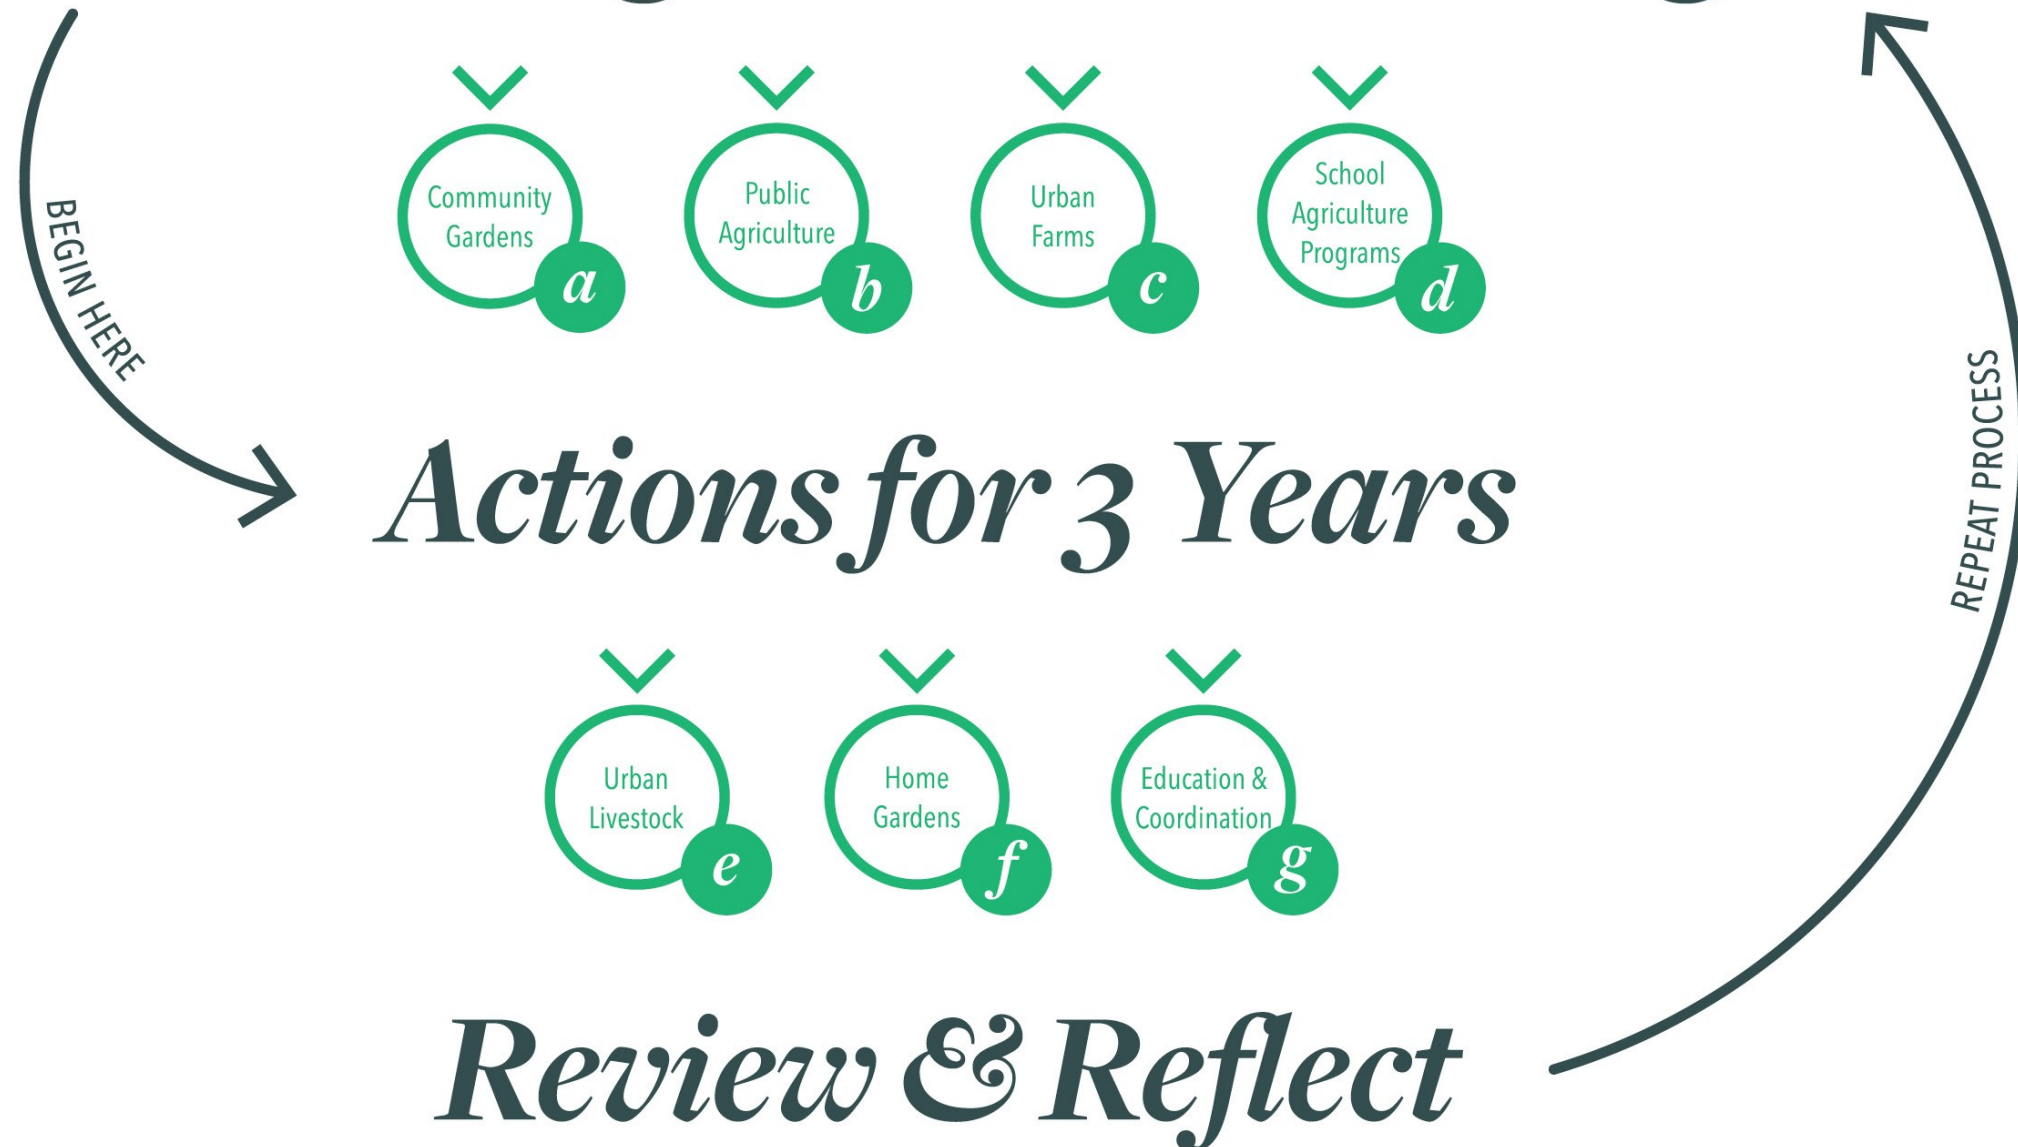 BEGIN HERE
Community
Gardens
a
Public
Agriculture
b
Urban
Farms
c
School
Agriculture
Programs
d
Actions for 3 Years
REPEAT PROCESS
Urban
Livestock
e
Home
Gardens
f
Education &
Coordination
g
Review & Reflect